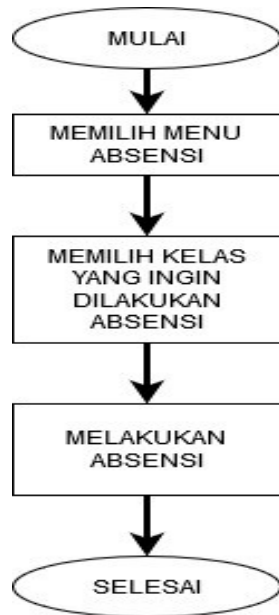 MULAI
MEMILIH MENU
ABSENSI
MEMILIH KELAS
YANG INGIN
DILAKUKAN
ABSENSI
MELAKUKAN
ABSENSI
SELESAI